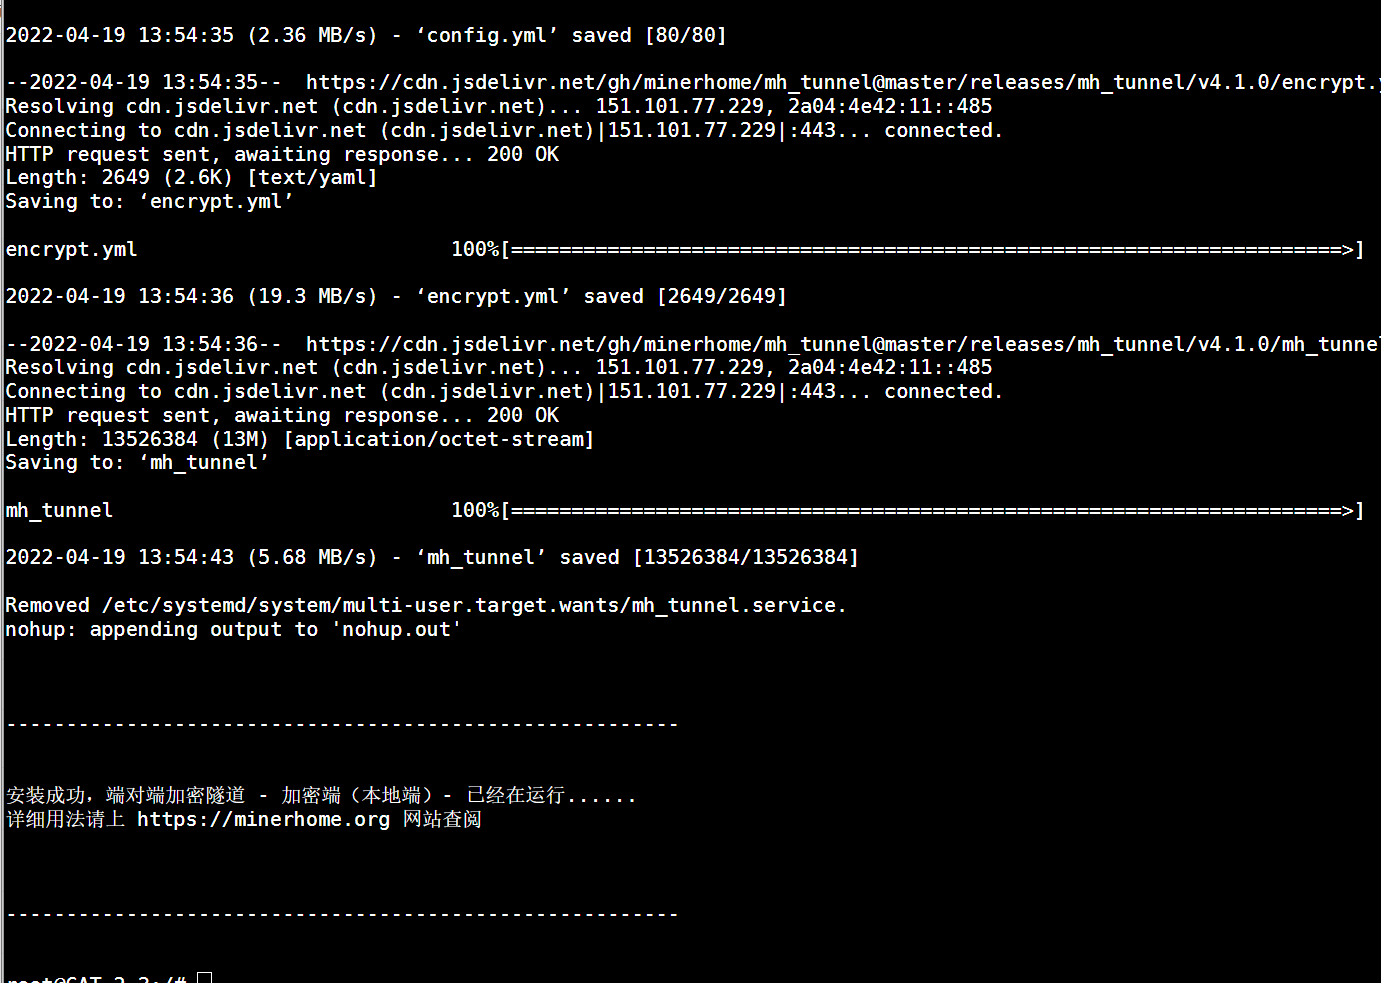 2022-04-19 13:54:35 (2.36 MB/s) - ‘config.yml’ saved [80/80]
--2022-04-19 13:54:35--  https://cdn.jsdelivr.net/gh/minerhome/mh_tunnel@master/releases/mh_tunnel/v4.1.0/encrypt.
Resolving cdn.jsdelivr.net (cdn.jsdelivr.net)... 151.101.77.229, 2a04:4e42:11::485
Connecting to cdn.jsdelivr.net (cdn.jsdelivr.net)|151.101.77.229|:443... connected.
HTTP request sent, awaiting response... 200 OK
Length: 2649 (2.6K) [text/yaml]
Saving to: ‘encrypt.yml’
encrypt.yml                          100%[=====================================================================>]
2022-04-19 13:54:36 (19.3 MB/s) - ‘encrypt.yml’ saved [2649/2649]
--2022-04-19 13:54:36--  https://cdn.jsdelivr.net/gh/minerhome/mh_tunnel@master/releases/mh_tunnel/v4.1.0/mh_tunne
Resolving cdn.jsdelivr.net (cdn.jsdelivr.net)... 151.101.77.229, 2a04:4e42:11::485
Connecting to cdn.jsdelivr.net (cdn.jsdelivr.net)|151.101.77.229|:443... connected.
HTTP request sent, awaiting response... 200 OK
Length: 13526384 (13M) [application/octet-stream]
Saving to: ‘mh_tunnel’
mh_tunnel                            100%[=====================================================================>]
2022-04-19 13:54:43 (5.68 MB/s) - ‘mh_tunnel’ saved [13526384/13526384]
Removed /etc/systemd/system/multi-user.target.wants/mh_tunnel.service.
nohup: appending output to 'nohup.out'
--------------------------------------------------------
安装成功，端对端加密隧道 - 加密端（本地端）- 已经在运行......
详细用法请上 https://minerhome.org 网站查阅
--------------------------------------------------------